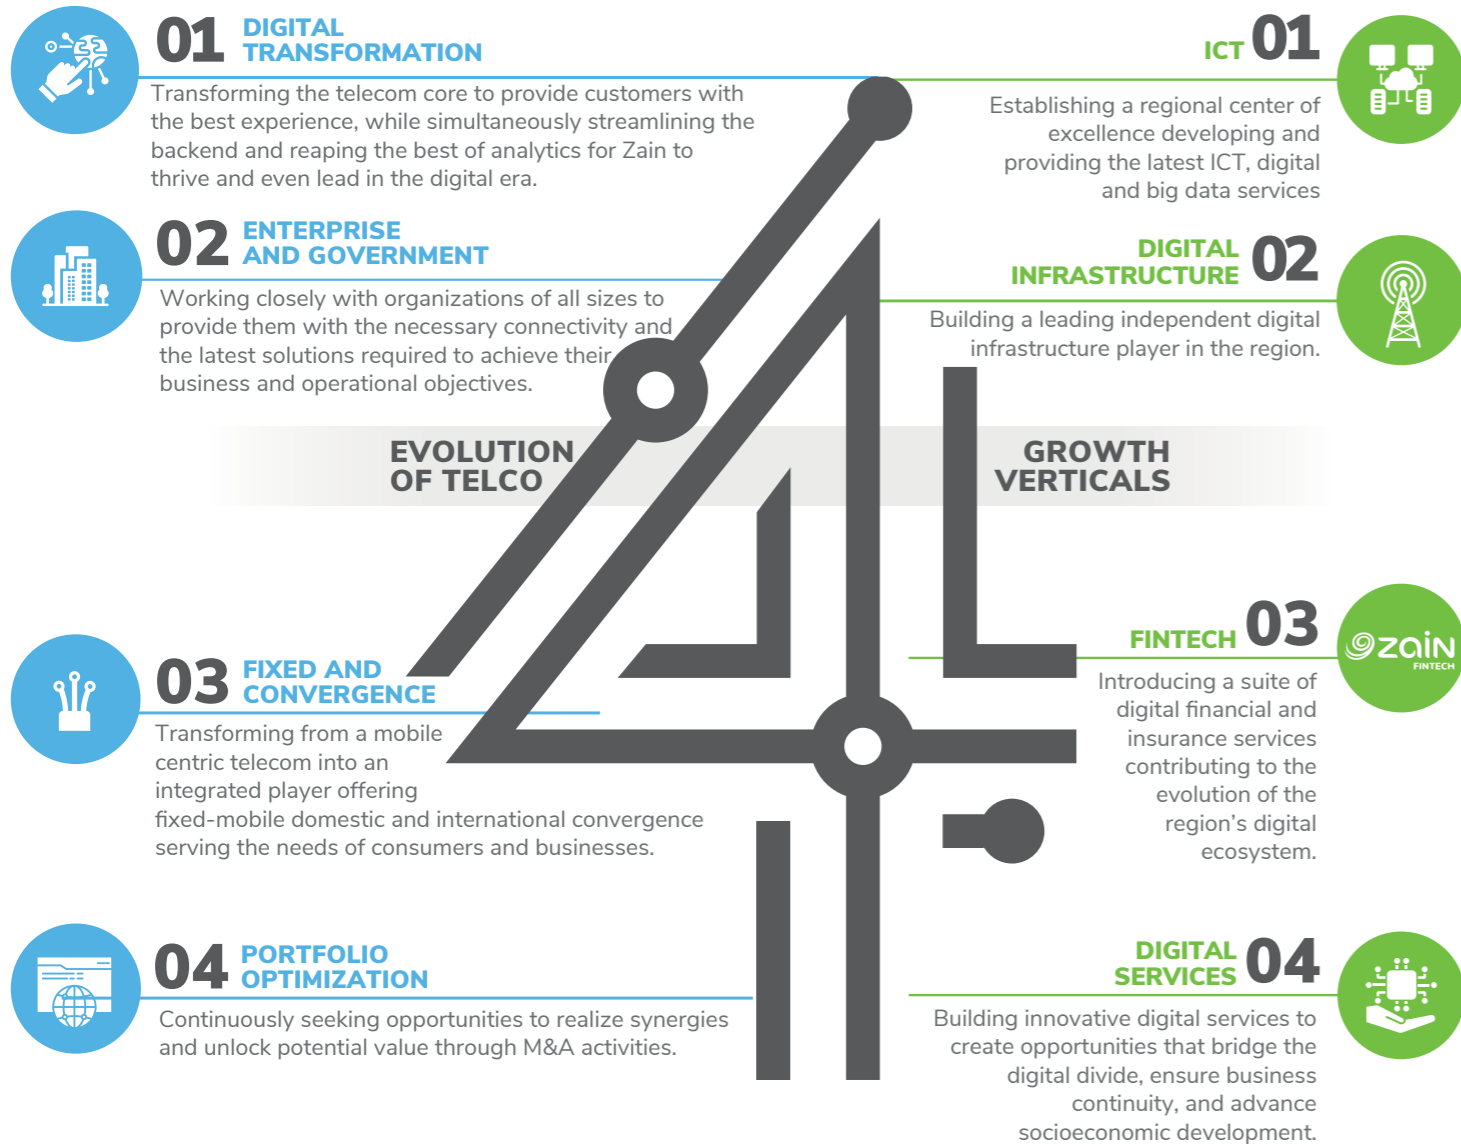 01 DIGITAL
TRANSFORMATION
Transforming the telecom core to provide customers with
the best experience, while simultaneously streamlining the
backend and reaping the best of analytics for Zain to
thrive and even lead in the digital era.
02 ENTERPRISE
AND GOVERNMENT
Working closely with organizations of all sizes to
provide them with the necessary connectivity and
the latest solutions required to achieve their
business and operational objectives.
EVOLUTION
OF TELCO
03 FIXED AND
CONVERGENCE
Transforming from a mobile
centric telecom into an
integrated player offering
fixed-mobile domestic and international convergence
serving the needs of consumers and businesses.
04 PORTFOLIO
OPTIMIZATION
Continuously seeking opportunities to realize synergies
and unlock potential value through M&A activities.
ICT 01
Establishing a regional center of
excellence developing and
providing the latest ICT, digital
and big data services
DIGITAL
INFRASTRUCTURE 02
Building a leading independent digital
infrastructure player in the region.
GROWTH
VERTICALS
FINTECH 03
zain
FINTECH
Introducing a suite of
digital financial and
insurance services
contributing to the
evolution of the
region's digital
ecosystem.
DIGITAL
SERVICES 04
Building innovative digital services to
create opportunities that bridge the
digital divide, ensure business
continuity, and advance
socioeconomic development.